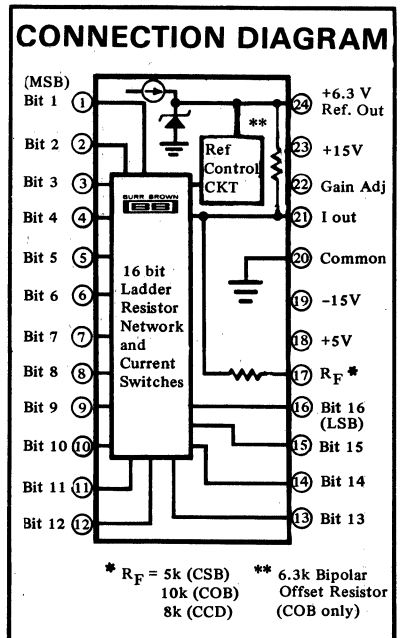 CONNECTION DIAGRAM
(MSB)
Bit 1 1
Bit 2 2
Bit 3 3
Bit 4 4
Bit 5 5
Bit 6 6
Bit 7 7
Bit 8 8
Bit 9 9
Bit 10 10
Bit 11 11
Bit 12 12
BURR BROWN
BB
16 bit
Ladder
Resistor
Network
and
Current
Switches
**
Ref
Control
CKT
24 +6.3 V
Ref. Out
23 +15V
22 Gain Adj
21 I out
20 Common
19 -15V
18 +5V
17 RF*
16 Bit 16
(LSB)
15 Bit 15
14 Bit 14
13 Bit 13
* RF = 5k (CSB)
10k (COB)
8k (CCD)
** 6.3k Bipolar
Offset Resistor
(COB only)